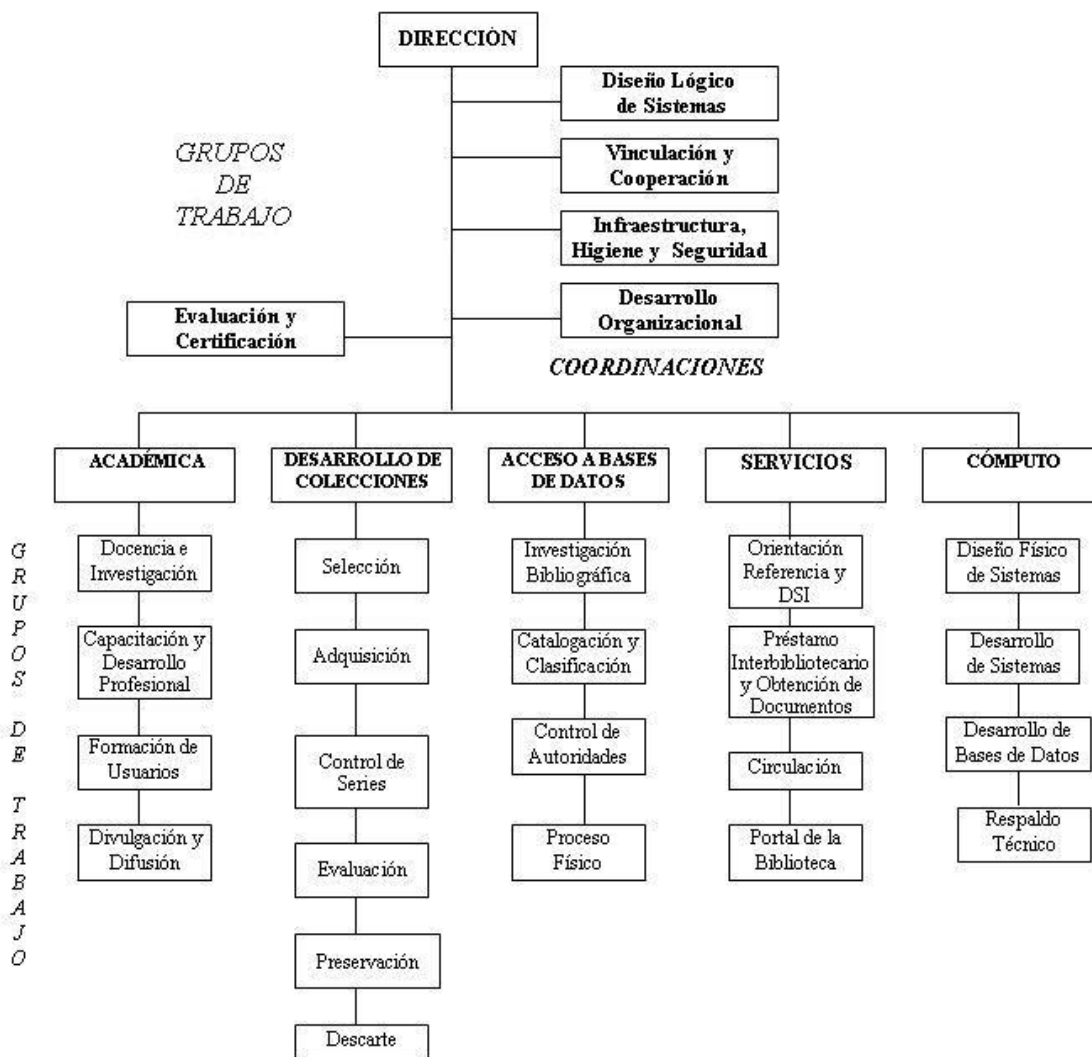 DIRECCIÓN
Diseño Lógico
de Sistemas
GRUPOS
DE
TRABAJO
Vinculación y
Cooperación
Infraestructura,
Higiene y Seguridad
Evaluación y
Certificación
Desarrollo
Organizacional
COORDINACIONES
ACADÉMICA
DESARROLLO DE
COLECCIONES
ACCESO A BASES
DE DATOS
SERVICIOS
CÓMPUTO
GRUPOS DE TRABAJO
Docencia e
Investigación
Capacitación y
Desarrollo
Profesional
Formación de
Usuarios
Divulgación y
Difusión
Selección
Adquisición
Control de
Series
Evaluación
Preservación
Descarte
Investigación
Bibliográfica
Catalogación y
Clasificación
Control de
Autoridades
Proceso
Físico
Orientación
Referencia y
DSI
Préstamo
Interbibliotecario
y Obtención de
Documentos
Circulación
Portal de la
Biblioteca
Diseño Físico
de Sistemas
Desarrollo
de Sistemas
Desarrollo de
Bases de Datos
Respaldo
Técnico